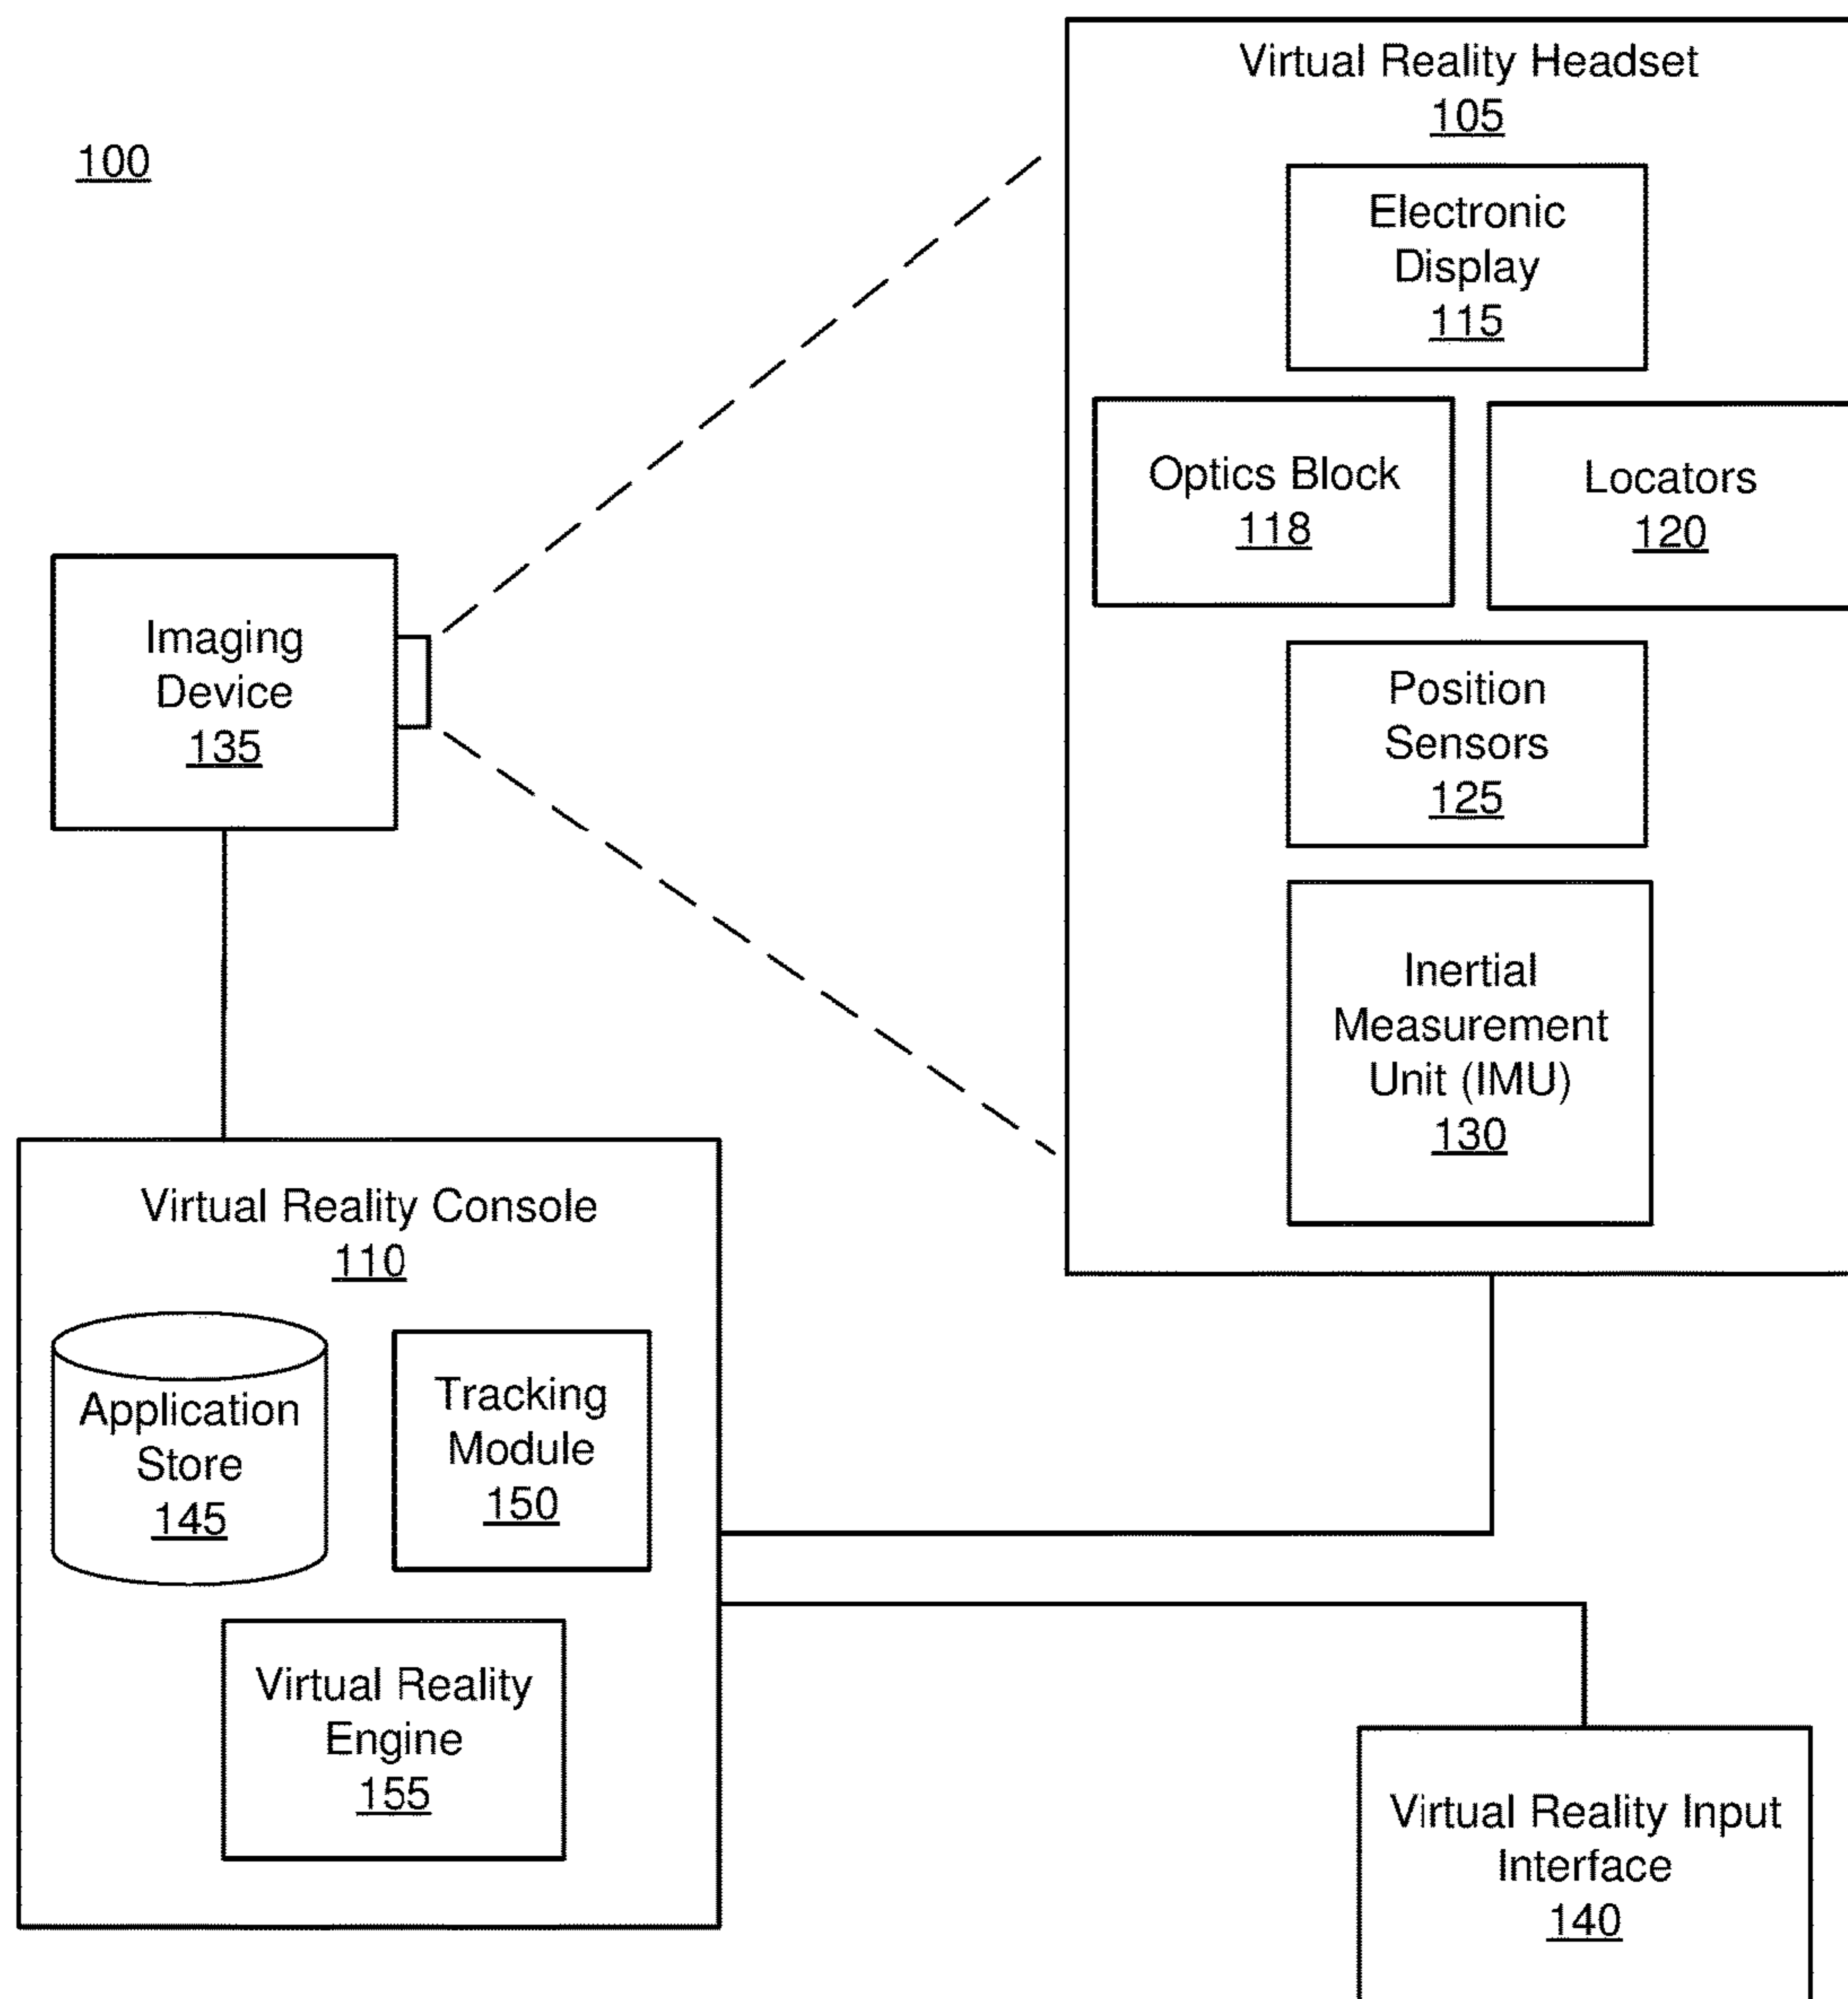 100
Virtual Reality Headset
105
Electronic
Display
115
Optics Block
118
Locators
120
Position
Sensors
125
Inertial
Measurement
Unit (IMU)
130
Imaging
Device
135
Virtual Reality Console
110
Application
Store
145
Tracking
Module
150
Virtual Reality
Engine
155
Virtual Reality Input
Interface
140